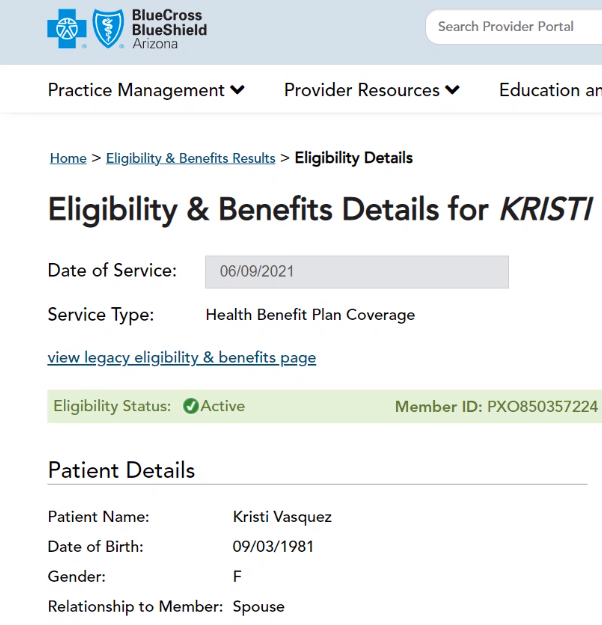 BlueCross
BlueShield
Arizona
Search Provider Portal
Practice Management Provider Resources Education an
Home > Eligibility & Benefits Results > Eligibility Details
Eligibility & Benefits Details for KRISTI
Date of Service: 06/09/2021
Service Type: Health Benefit Plan Coverage
view legacy eligibility & benefits page
Eligibility Status: Active Member ID: PXO850357224
Patient Details
Patient Name: Kristi Vasquez
Date of Birth: 09/03/1981
Gender: F
Relationship to Member: Spouse